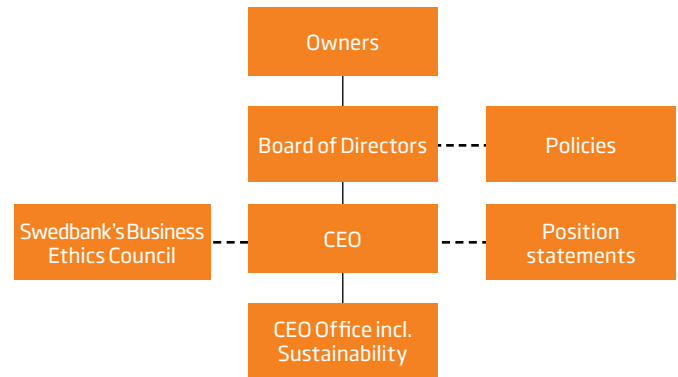 Owners
Board of Directors
Policies
Swedbank's Business
Ethics Council
CEO
Position
statements
CEO Office incl.
Sustainability